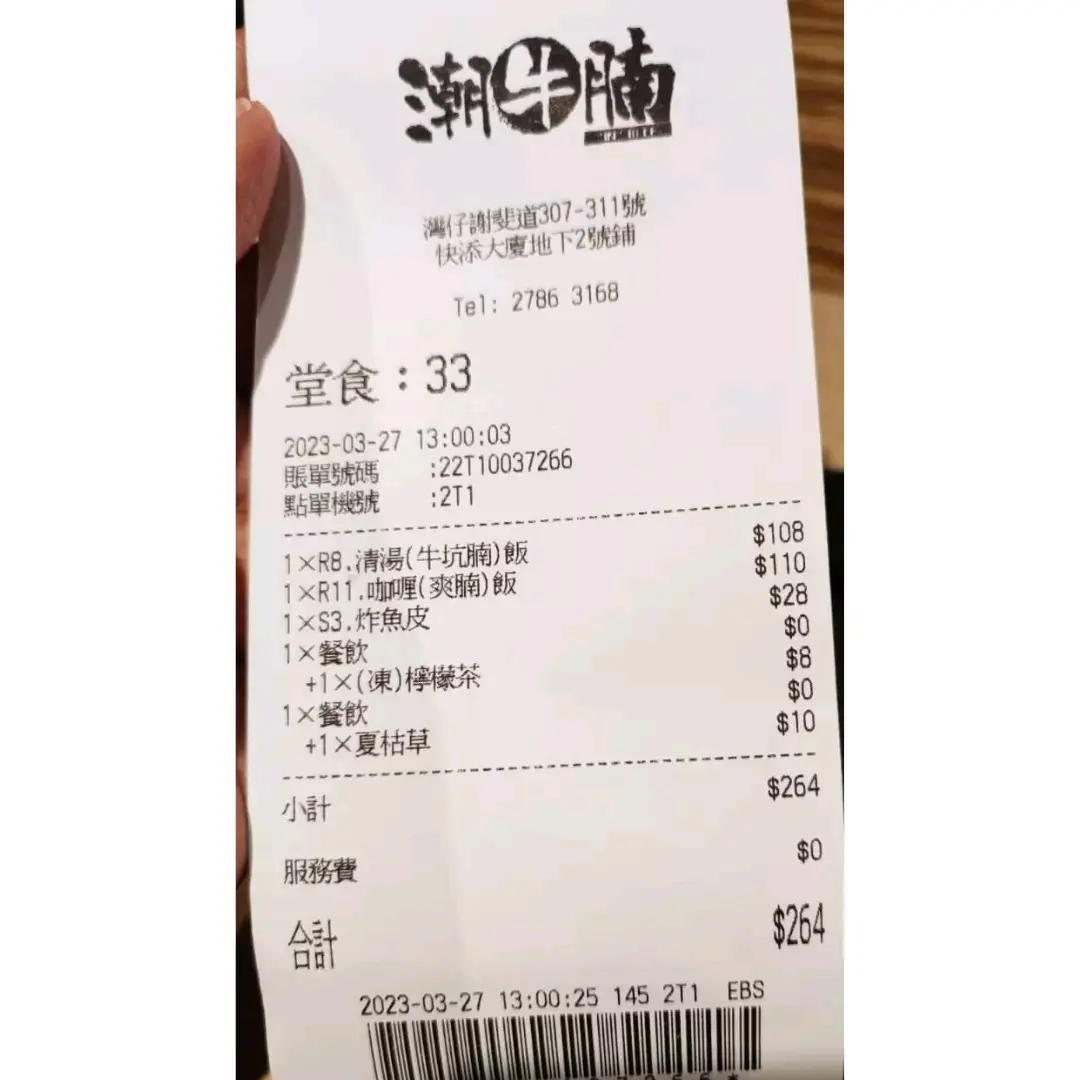 潮牛腩
灣仔謝斐道307-311號
快添大廈地下2號鋪
Tel: 2786 3168
堂食：33
2023-03-27 13:00:03
賬單號碼 :22T10037266
點單機號 :2T1
1×R8.清湯(牛坑腩)飯 $108
1×R11.咖喱(爽腩)飯 $110
1×S3.炸魚皮 $28
1×餐飲 $0
+1×(凍)檸檬茶 $8
1×餐飲 $0
+1×夏枯草 $10
小計 $264
服務費 $0
合計 $264
2023-03-27 13:00:25 145 2T1 EBS